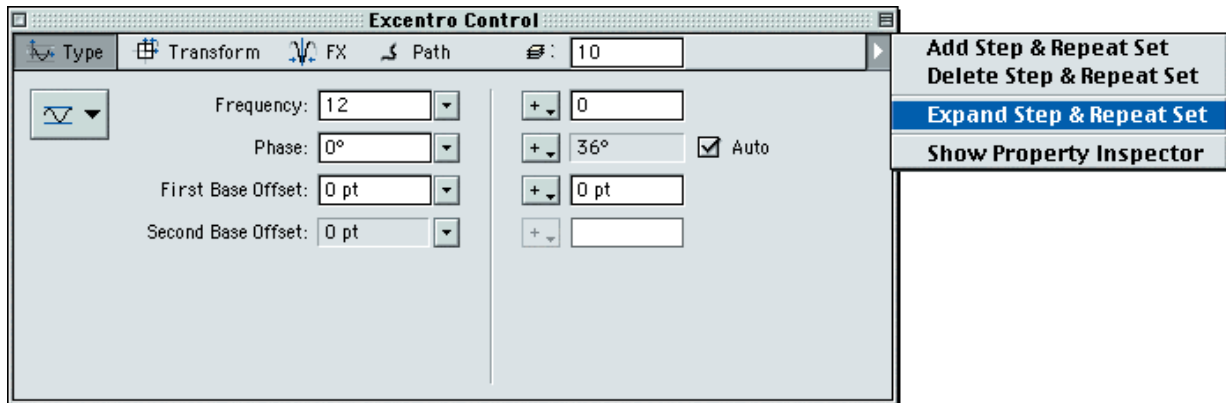 Excentro Control
Type Transform FX Path : 10
Frequency: 12 + 0
Phase: 0° + 36° Auto
First Base Offset: 0 pt + 0 pt
Second Base Offset: 0 pt +
Add Step & Repeat Set
Delete Step & Repeat Set
Expand Step & Repeat Set
Show Property Inspector